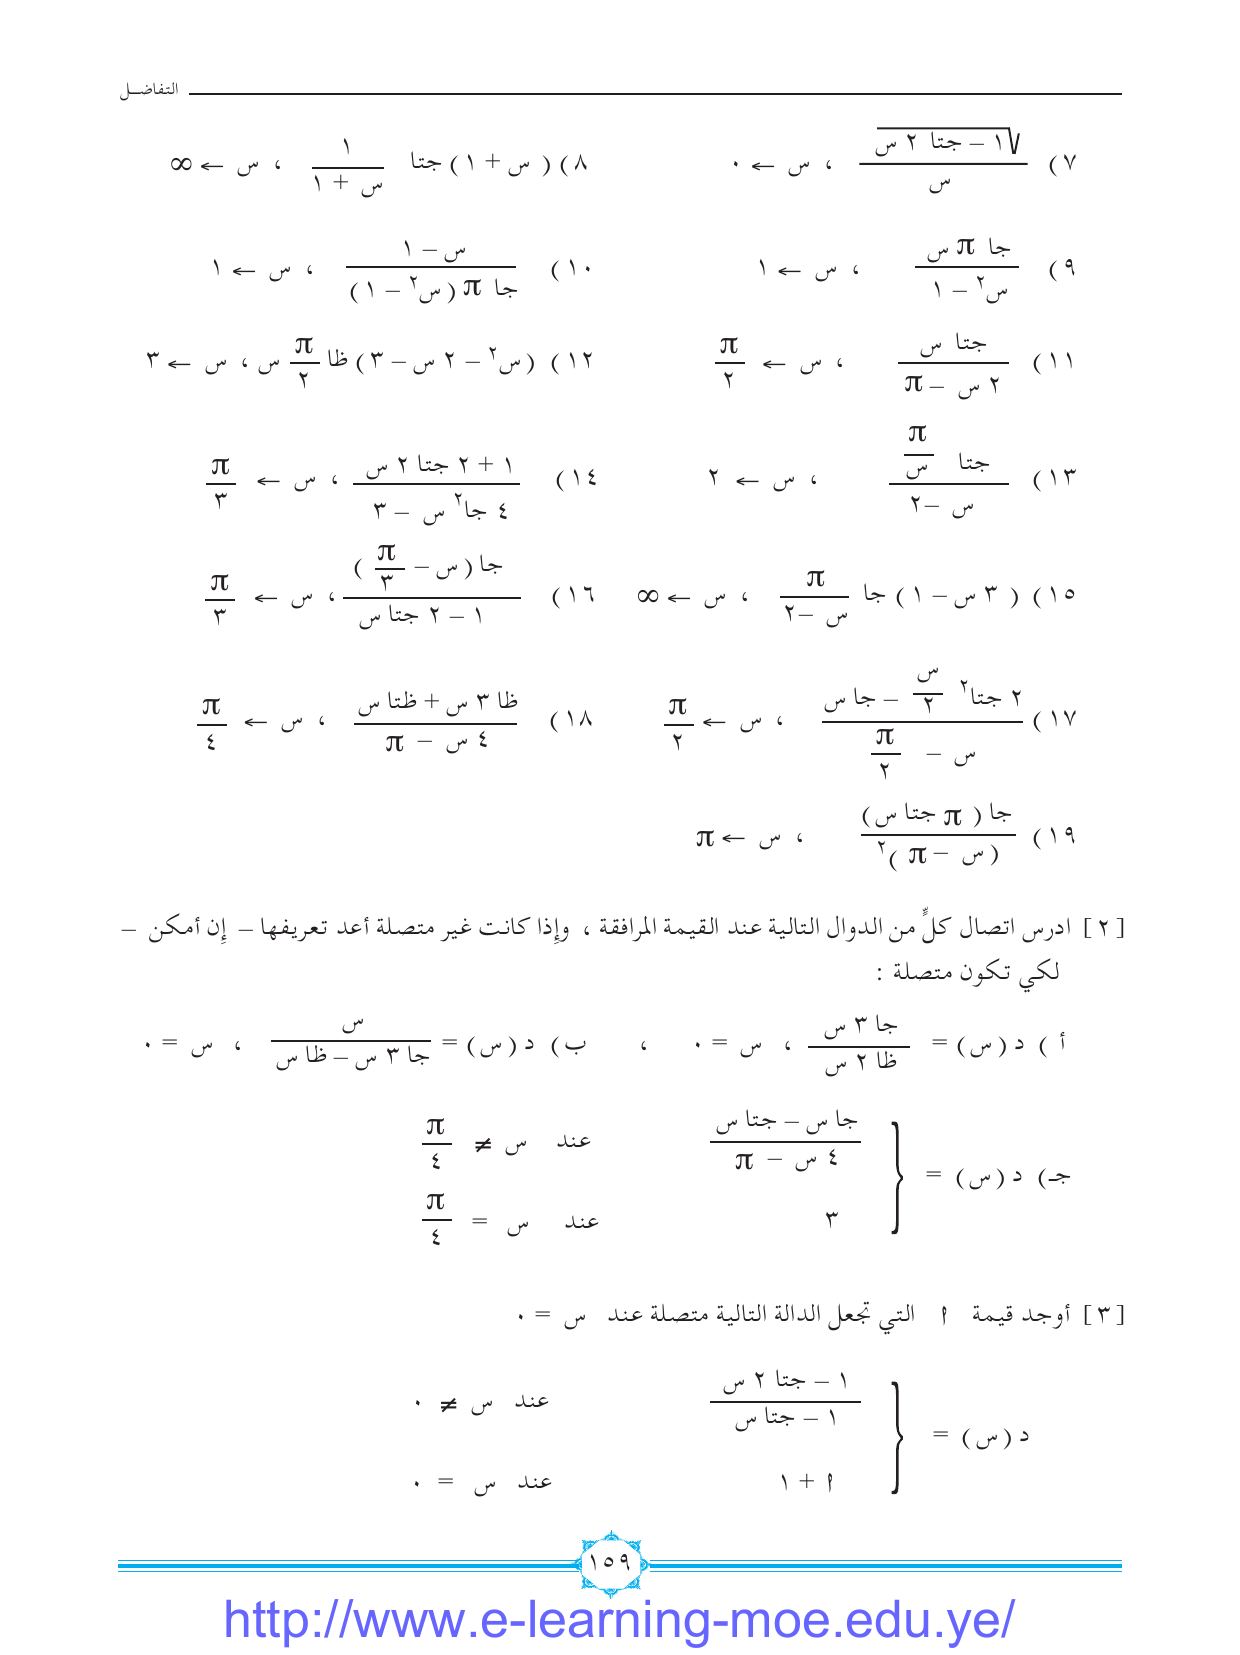 التفاضـل
٧) √(١ – جتا ٢ س) / س ، س ← ٠
٨) (س + ١) جتا ١ / (س + ١) ، س ← ∞
٩) جا π س / (س² – ١) ، س ← ١
١٠) (س – ١) / جا π (س² – ١) ، س ← ١
١١) جتا س / (٢ س – π) ، س ← π/٢
١٢) (س² – ٢ س – ٣) ظا π/٢ س ، س ← ٣
١٣) جتا π/س / (س – ٢) ، س ← ٢
١٤) (١ + ٢ جتا ٢ س) / (٤ جا² س – ٣) ، س ← π/٣
١٥) (٣ س – ١) جا π / (س – ٢) ، س ← ∞
١٦) جا (س – π/٣) / (١ – ٢ جتا س) ، س ← π/٣
١٧) (٢ جتا² س/٢ – جا س) / (س – π/٢) ، س ← π/٢
١٨) (ظا ٣ س + ظتا س) / (٤ س – π) ، س ← π/٤
١٩) جا (π جتا س) / (س – π)² ، س ← π
[٢] ادرس اتصال كلٍّ من الدوال التالية عند القيمة المرافقة ، وإذا كانت غير متصلة أعد تعريفها – إن أمكن –
لكي تكون متصلة :
أ ) د (س) = جا ٣ س / ظا ٢ س ، س = ٠ ،
ب) د (س) = س / (جا ٣ س – ظا س) ، س = ٠
جـ) د (س) = {
(جا س – جتا س) / (٤ س – π) عند س ≠ π/٤
٣ عند س = π/٤
[٣] أوجد قيمة ا التي تجعل الدالة التالية متصلة عند س = ٠
د (س) = {
(١ – جتا ٢ س) / (١ – جتا س) عند س ≠ ٠
ا + ١ عند س = ٠
١٥٩
http://www.e-learning-moe.edu.ye/